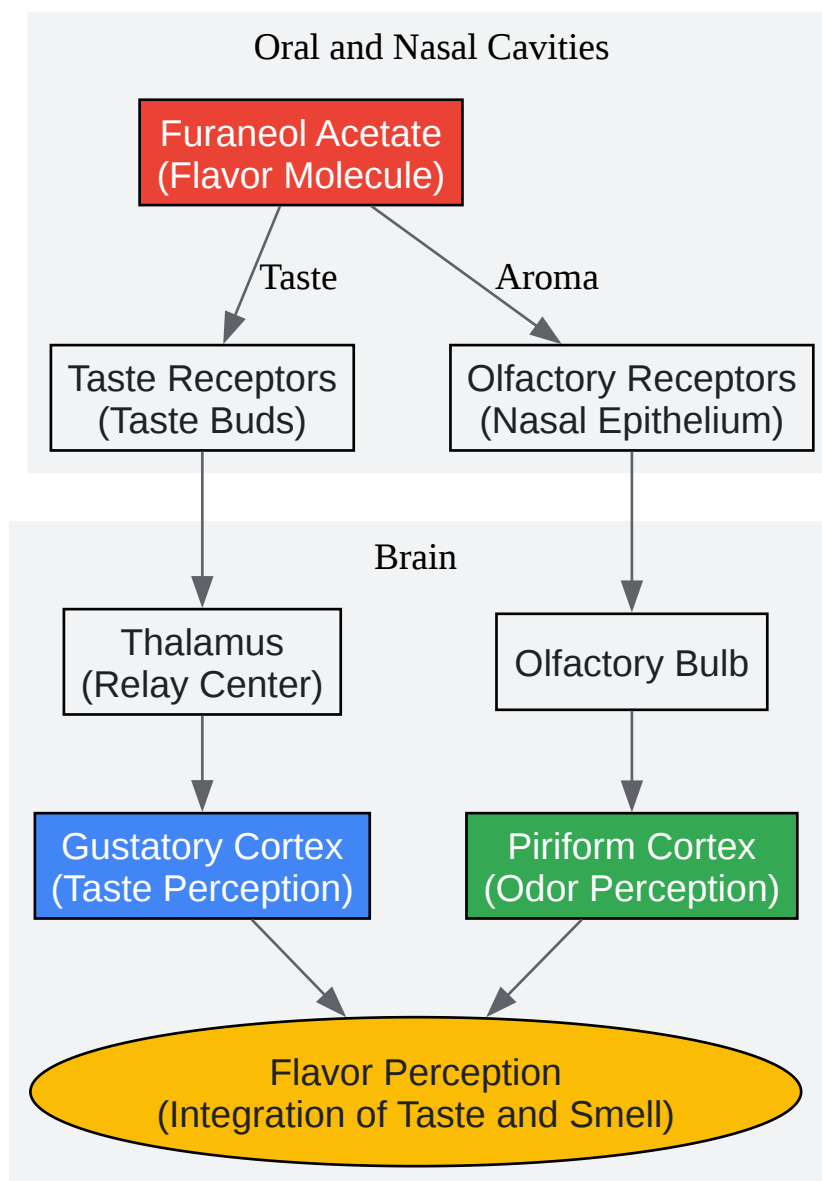 Oral and Nasal Cavities
Furaneol Acetate
(Flavor Molecule)
Taste
Aroma
Taste Receptors
(Taste Buds)
Olfactory Receptors
(Nasal Epithelium)
Brain
Thalamus
(Relay Center)
Olfactory Bulb
Gustatory Cortex
(Taste Perception)
Piriform Cortex
(Odor Perception)
Flavor Perception
(Integration of Taste and Smell)